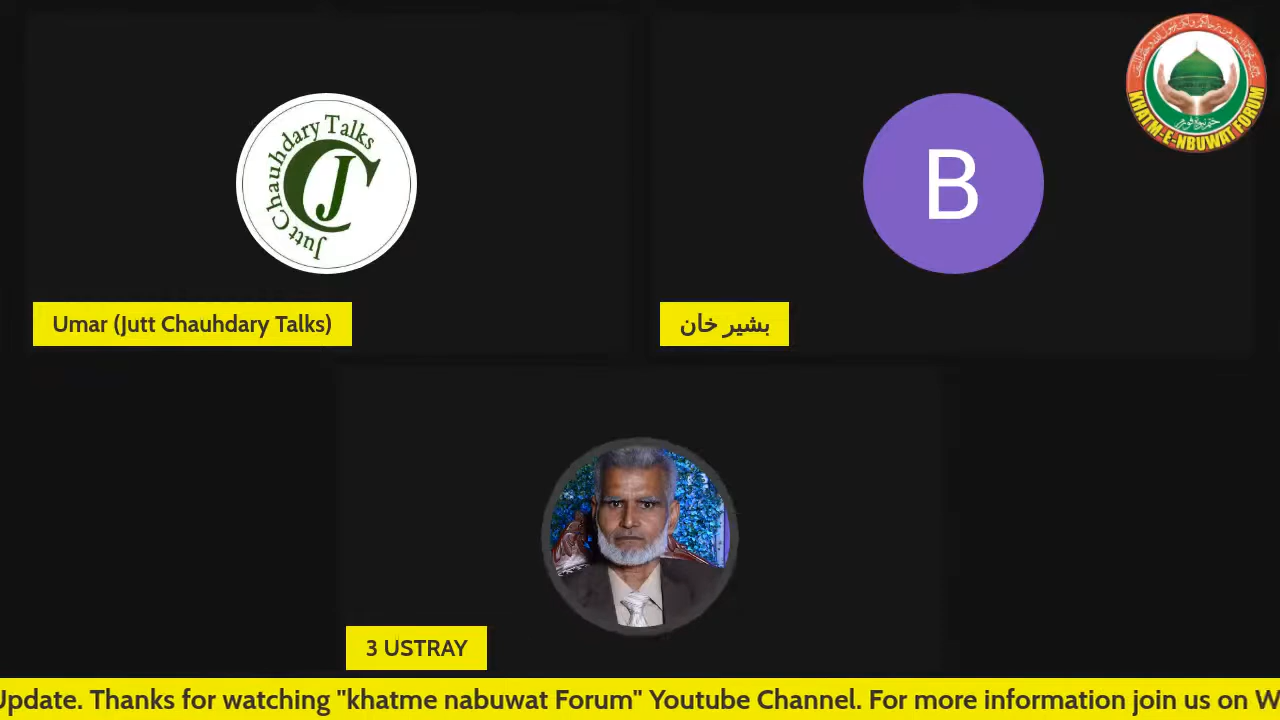 Jutt Chauhdary Talks
CJ
B
KHATM-E-NBUWAT FORUM
Umar (Jutt Chauhdary Talks)
بشیر خان
3 USTRAY
Update. Thanks for watching "khatme nabuwat Forum" Youtube Channel. For more information join us on W